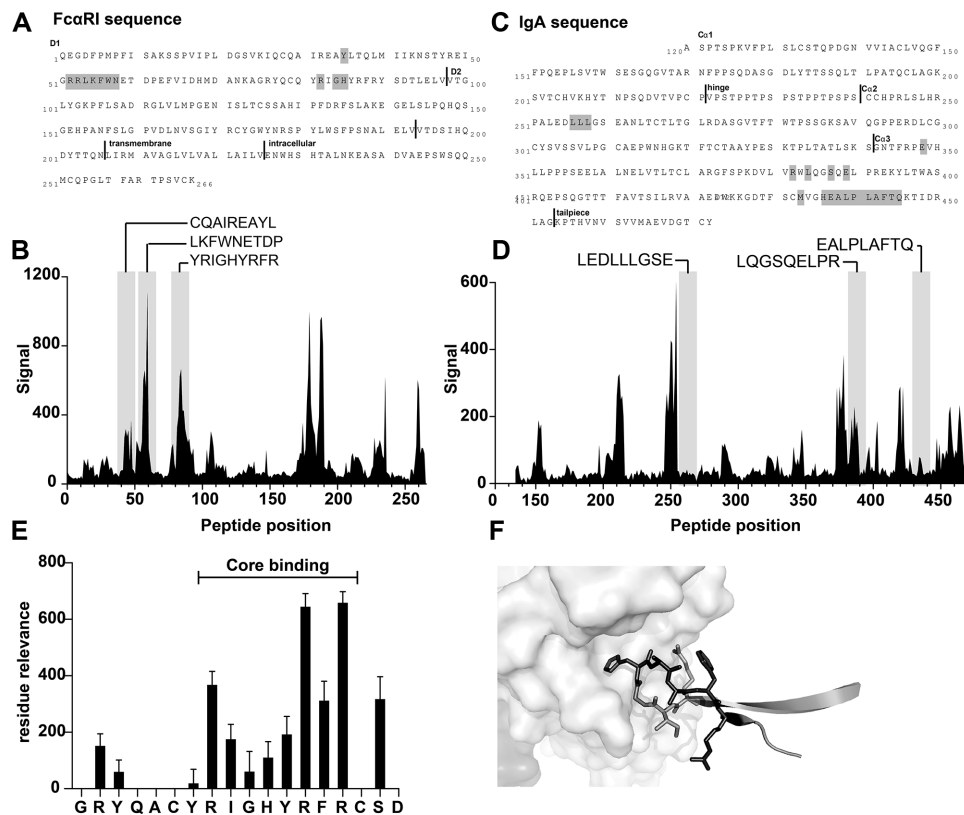 A FcαRI sequence
D1
1 QEGDFPMPFI SAKSSPVIPL DGSVKIQCQA IREAYLTQLM IIKNSTYREI 50
51 GRRLKFWNET DPEFVIDHMD ANKAGRYQCQ YRIGHYRFRY SDTLELVVTG 100
D2
101 LYGKPFLSAD RGLVLMPGEN ISLTCSSAHI PFDRFSLAKE GELSLPQHQS 150
151 GEHPANFSLG PVDLNVSGIY RCYGWYNRSP YLWSFPSNAL ELVVTDSIHQ 200
transmembrane
intracellular
201 DYTTQNLIRM AVAGLVLVAL LAILVENWHS HTALNKEASA DVAEPSWSQQ 250
251 MCQPGLTFAR TPSVCK 266
C IgA sequence
Cα1
120 A SPTSPKVFPL SLCSTQPDGN VVIACLVQGF 150
151 FPQEPLSVTW SESGQGVTAR NFPPSQDASG DLYTTSSQLT LPATQCLAGK 200
hinge
Cα2
201 SVTCHVKHYT NPSQDVTVPC PVPSTPPTPS PSTPPTPSPS CCHPRLSLHR 250
251 PALEDLLLGS EANLTCTLTG LRDASGVTFT WTPSSGKSAV QGPPERDLCG 300
Cα3
301 CYSVSSVLPG CAEPWNHGKT FTCTAAYPES KTPLTATLSK SGNTFRPEVH 350
351 LLPPPSEELA LNELVTLTCL ARGFSPKDVL VRWLQGSQEL PREKYLTWAS 400
401 RQEPSQGTTT FAVTSILRVA AEDWKKGDTF SCMVGHEALP LAFTQKTIDR 450
tailpiece
451 LAGKPTHVNV SVVMAEVDGT CY
CQAIREAYL
LKFWNETDP
YRIGHYRFR
B
1200
800
400
0
Signal
0 50 100 150 200 250
Peptide position
D
EALPLAFTQ
LEDLLLGSE
LQGSQELPR
600
400
200
0
Signal
150 200 250 300 350 400 450
Peptide position
E
Core binding
800
600
400
200
0
residue relevance
G R Y Q A C Y R I G H Y R F R C S D
F